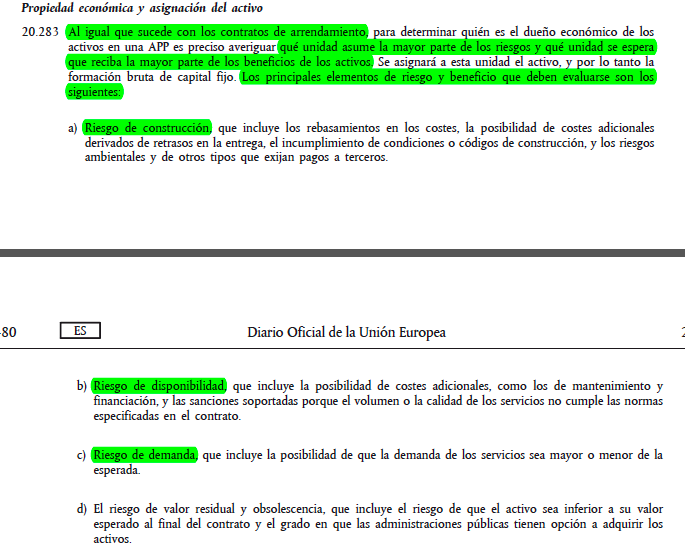 Propiedad económica y asignación del activo
20.283 Al igual que sucede con los contratos de arrendamiento, para determinar quién es el dueño económico de los
activos en una APP es preciso averiguar qué unidad asume la mayor parte de los riesgos y qué unidad se espera
que reciba la mayor parte de los beneficios de los activos. Se asignará a esta unidad el activo, y por lo tanto la
formación bruta de capital fijo. Los principales elementos de riesgo y beneficio que deben evaluarse son los
siguientes:
a) Riesgo de construcción, que incluye los rebasamientos en los costes, la posibilidad de costes adicionales
derivados de retrasos en la entrega, el incumplimiento de condiciones o códigos de construcción, y los riesgos
ambientales y de otros tipos que exijan pagos a terceros.
80 ES Diario Oficial de la Unión Europea 2
b) Riesgo de disponibilidad, que incluye la posibilidad de costes adicionales, como los de mantenimiento y
financiación, y las sanciones soportadas porque el volumen o la calidad de los servicios no cumple las normas
especificadas en el contrato.
c) Riesgo de demanda, que incluye la posibilidad de que la demanda de los servicios sea mayor o menor de la
esperada.
d) El riesgo de valor residual y obsolescencia, que incluye el riesgo de que el activo sea inferior a su valor
esperado al final del contrato y el grado en que las administraciones públicas tienen opción a adquirir los
activos.